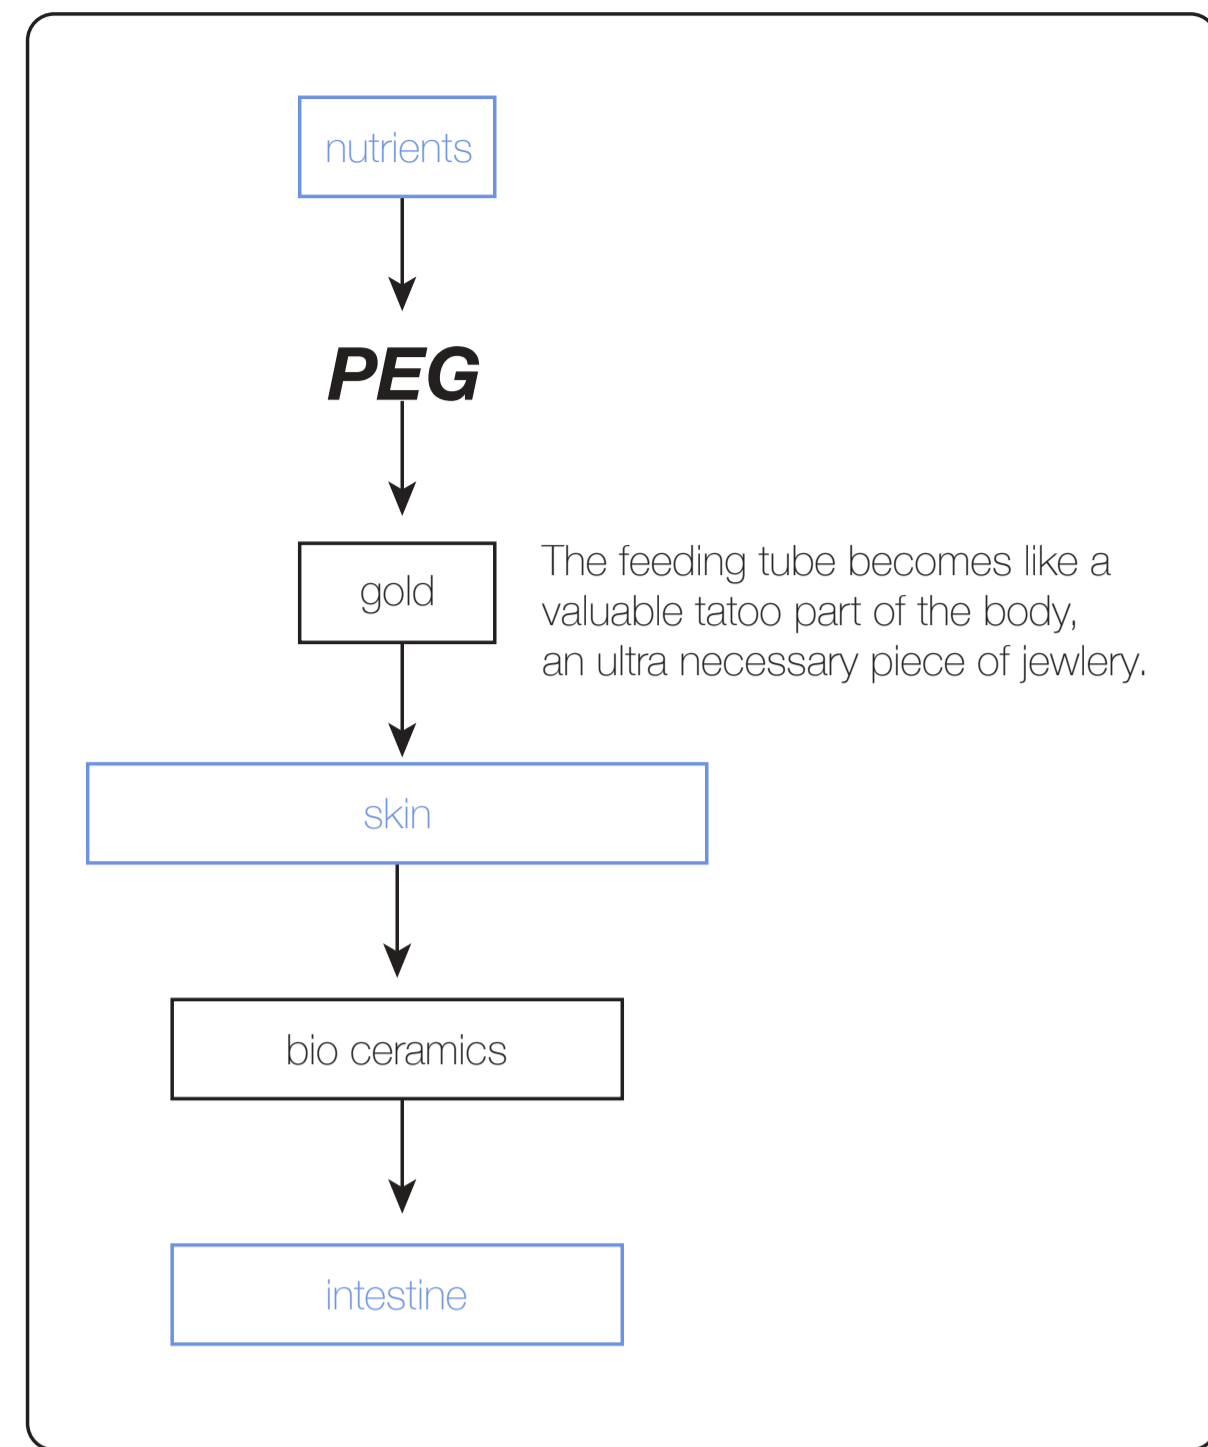 nutrients
PEG
gold
The feeding tube becomes like a
valuable tatoo part of the body,
an ultra necessary piece of jewlery.
skin
bio ceramics
intestine